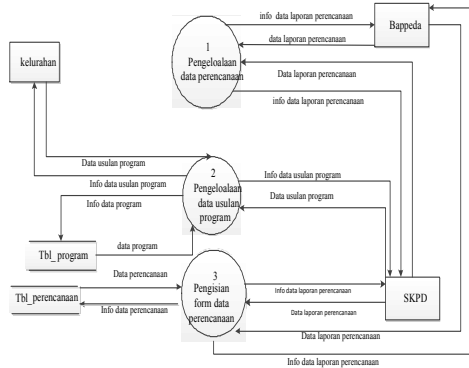 info data laporan perencanaan
Bappeda
data laporan perencanaan
1
Pengeloalaan
data perencanaan
kelurahan
Data laporan perencanaan
info data laporan perencanaan
Data usulan program
Info data usulan program
Info data program
2
Pengeloalaan
data usulan
program
Info data usulan program
Data usulan program
data program
Tbl_program
Data perencanaan
Tbl_perencanaan
Info data perencanaan
3
Pengisian
form data
perencanaan
Info data laporan perencanaan
Data laporan perencanaan
SKPD
Data laporan perencanaan
Info data laporan perencanaan